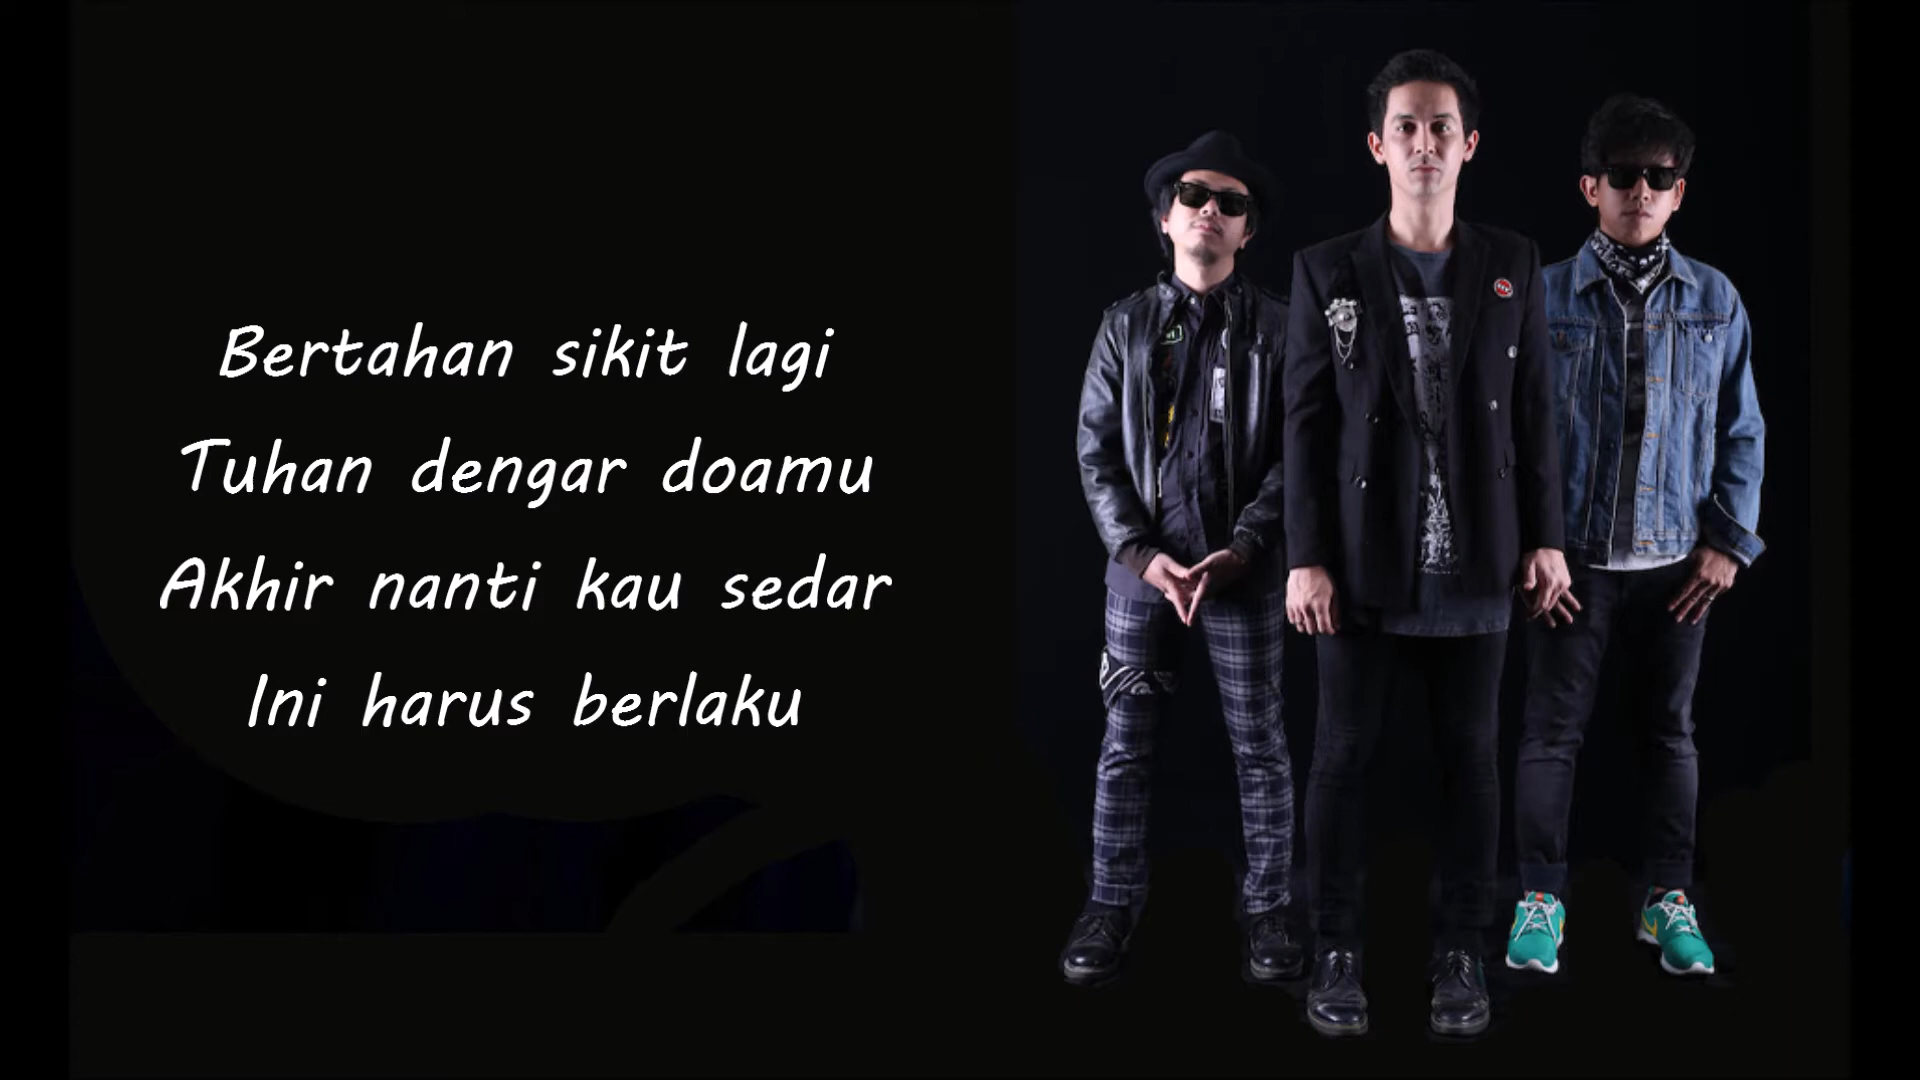 Bertahan sikit lagi
Tuhan dengar doamu
Akhir nanti kau sedar
Ini harus berlaku